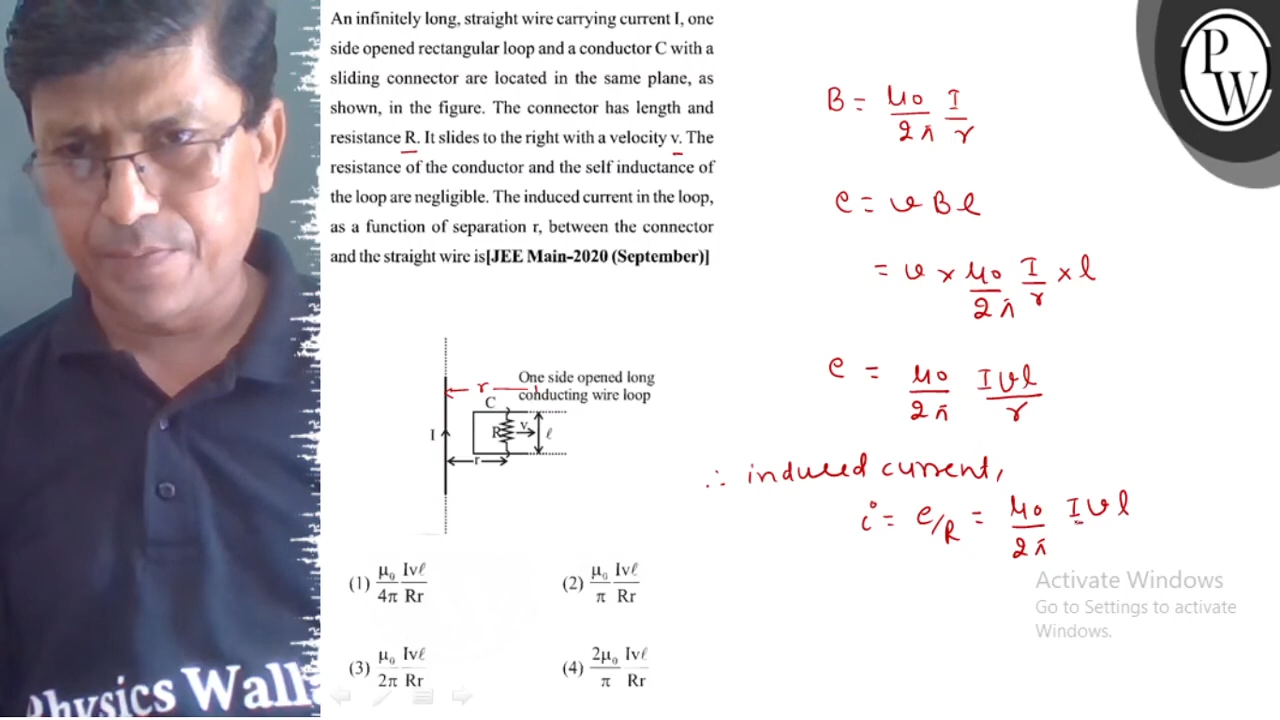 An infinitely long, straight wire carrying current I, one
side opened rectangular loop and a conductor C with a
sliding connector are located in the same plane, as
shown, in the figure. The connector has length and
resistance R. It slides to the right with a velocity v. The
resistance of the conductor and the self inductance of
the loop are negligible. The induced current in the loop,
as a function of separation r, between the connector
and the straight wire is[JEE Main-2020 (September)]
r
One side opened long
conducting wire loop
C
I
R
v
ℓ
r
(1) μ₀/4π Ivℓ/Rr
(2) μ₀/π Ivℓ/Rr
(3) μ₀/2π Ivℓ/Rr
(4) 2μ₀/π Ivℓ/Rr
PW
B = μ₀/2π I/r
e = vBl
= v × μ₀/2π I/r × l
e = μ₀/2π Ivl/r
∴ induced current,
i = e/R = μ₀/2π Ivl
Activate Windows
Go to Settings to activate
Windows.
Physics Wall